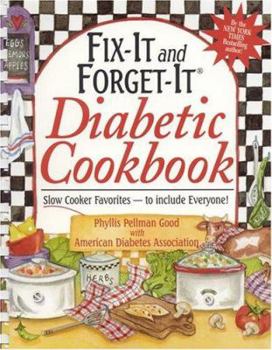 EGGS
FAMOUS
APPLES
By the
NEW YORK
TIMES
Bestselling
author!
FIX-IT and
FORGET-IT®
Diabetic
Cookbook
Slow Cooker Favorites — to include Everyone!
Phyllis Pellman Good
with
American Diabetes Association
HERBS